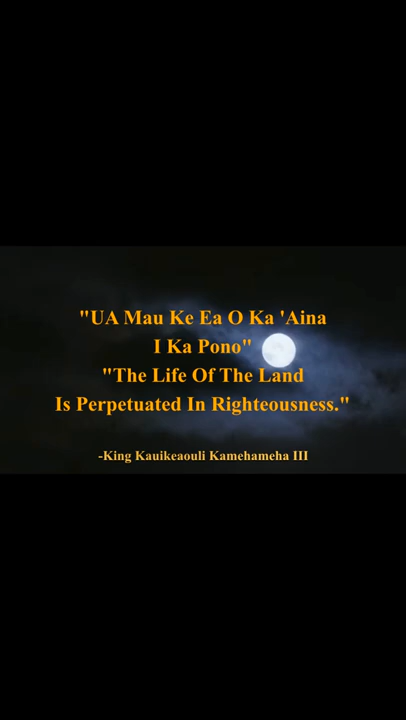 "UA Mau Ke Ea O Ka 'Aina
I Ka Pono"
"The Life Of The Land
Is Perpetuated In Righteousness."
-King Kauikeaouli Kamehameha III